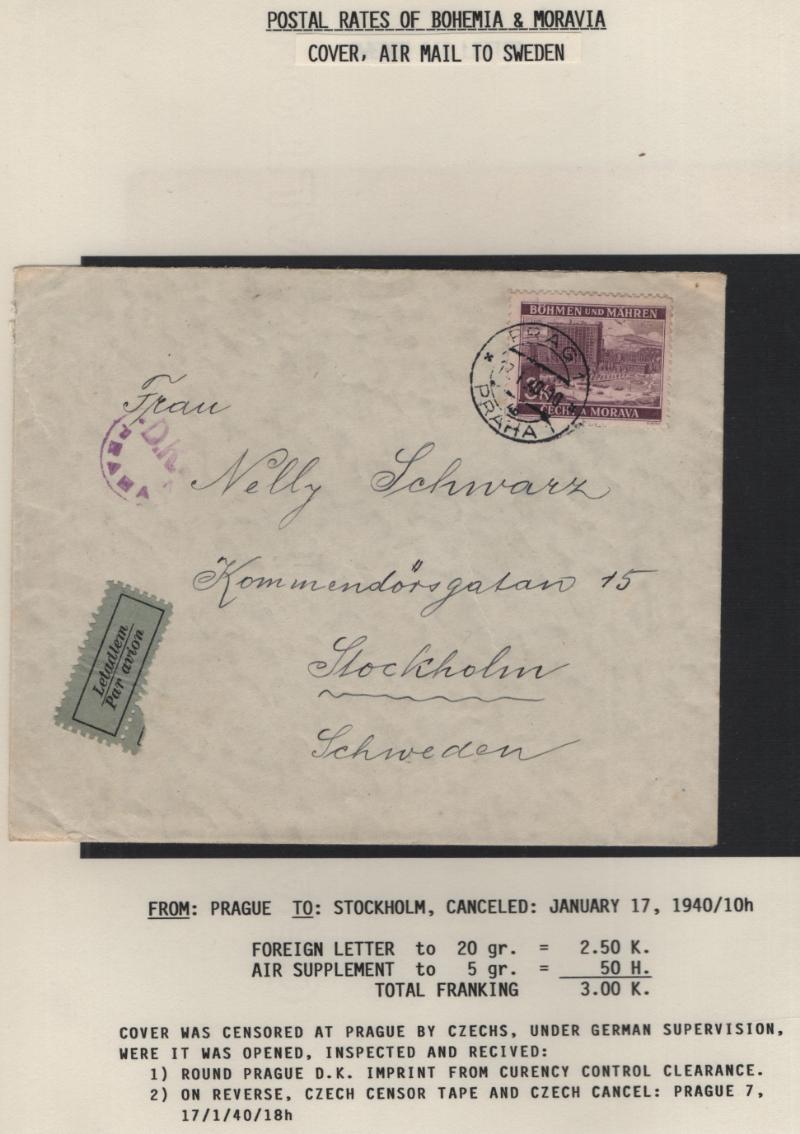 POSTAL RATES OF BOHEMIA & MORAVIA
COVER, AIR MAIL TO SWEDEN
BÖHMEN UND MÄHREN
PRAG 7
PRAHA 7
ČECHY A MORAVA
Frau
D.K.
PRAHA
Nelly Schwarz
Kommendörsgatan 15
Stockholm
Schweden
Letadlem
Par avion
FROM: PRAGUE TO: STOCKHOLM, CANCELED: JANUARY 17, 1940/10h
FOREIGN LETTER to 20 gr. = 2.50 K.
AIR SUPPLEMENT to 5 gr. = 50 H.
TOTAL FRANKING 3.00 K.
COVER WAS CENSORED AT PRAGUE BY CZECHS, UNDER GERMAN SUPERVISION,
WERE IT WAS OPENED, INSPECTED AND RECIVED:
1) ROUND PRAGUE D.K. IMPRINT FROM CURENCY CONTROL CLEARANCE.
2) ON REVERSE, CZECH CENSOR TAPE AND CZECH CANCEL: PRAGUE 7,
17/1/40/18h